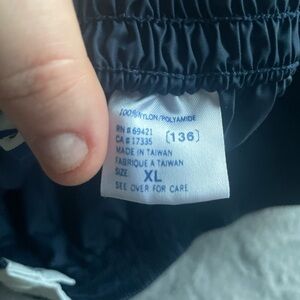 100% NYLON/POLYAMIDE
RN # 69421
CA # 17335 [136]
MADE IN TAIWAN
FABRIQUE A TAIWAN
SIZE XL
SEE OVER FOR CARE